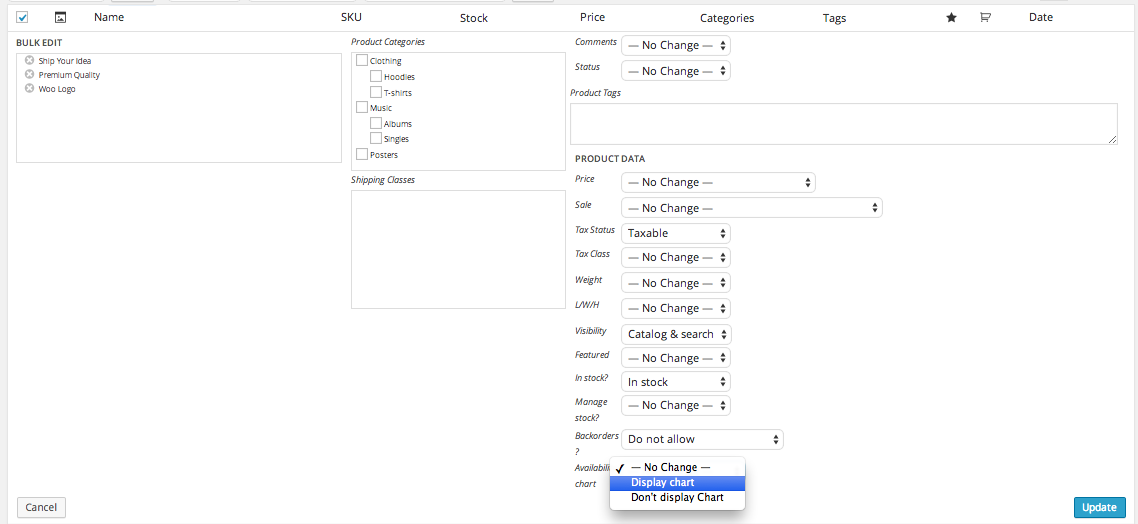 Name SKU Stock Price Categories Tags Date
BULK EDIT
Ship Your Idea
Premium Quality
Woo Logo
Product Categories
Clothing
Hoodies
T-shirts
Music
Albums
Singles
Posters
Shipping Classes
Comments — No Change —
Status — No Change —
Product Tags
PRODUCT DATA
Price — No Change —
Sale — No Change —
Tax Status Taxable
Tax Class — No Change —
Weight — No Change —
L/W/H — No Change —
Visibility Catalog & search
Featured — No Change —
In stock? In stock
Manage — No Change —
stock?
Backorders Do not allow
?
— No Change —
chart Display chart
Don't display Chart
Cancel Update